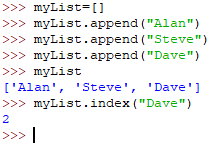 >>> myList=[]
>>> myList.append("Alan")
>>> myList.append("Steve")
>>> myList.append("Dave")
>>> myList
['Alan', 'Steve', 'Dave']
>>> myList.index("Dave")
2
>>>